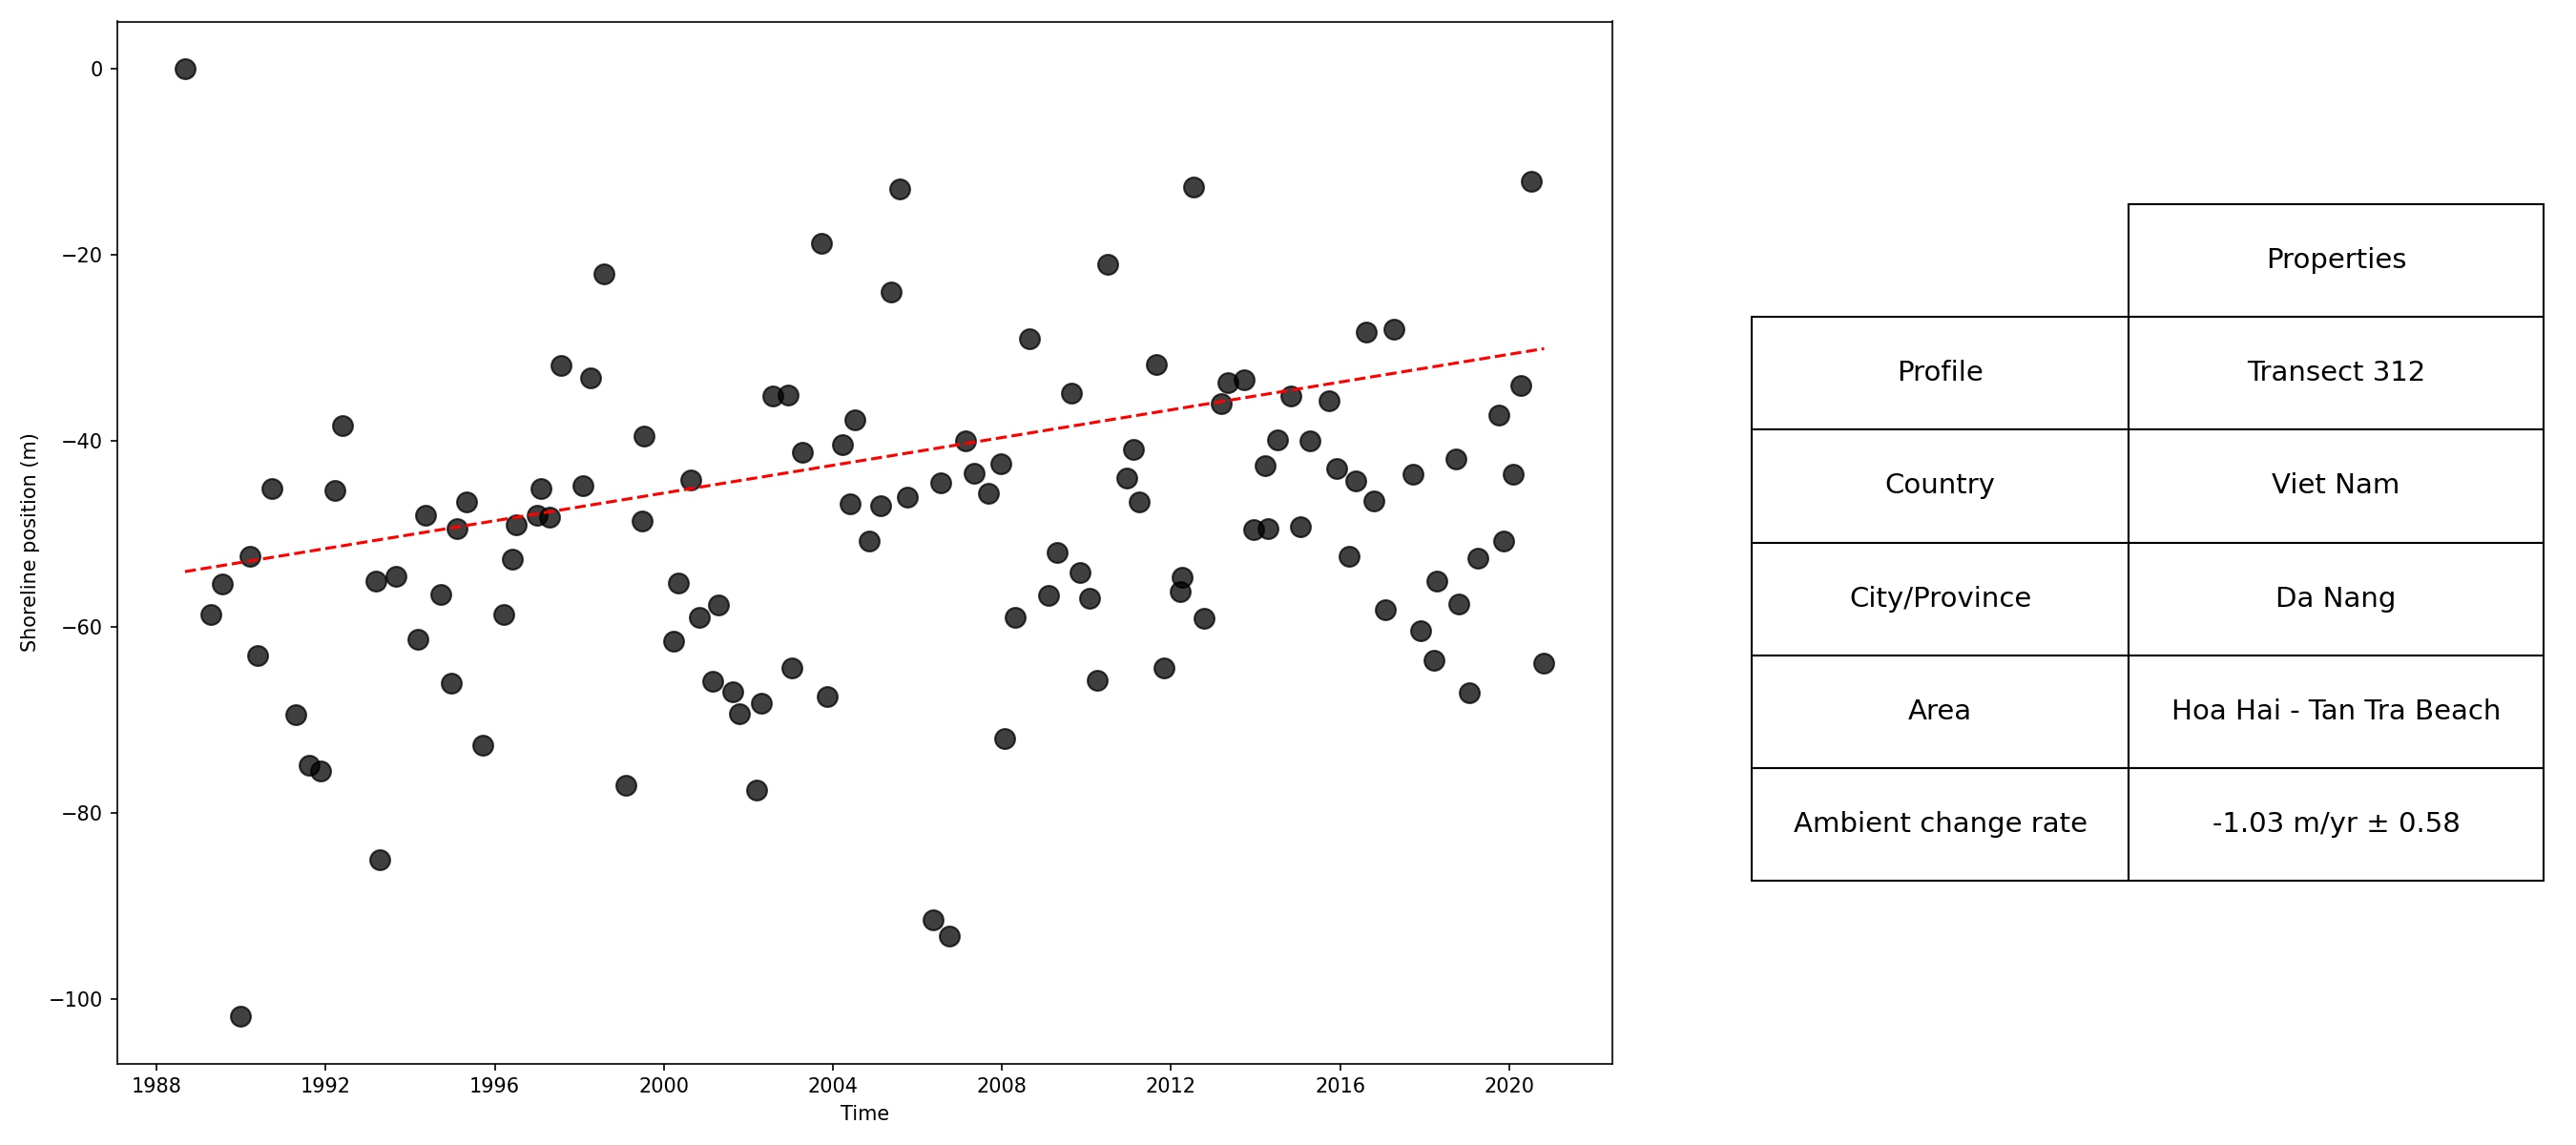 0
−20
−40
−60
−80
−100
Shoreline position (m)
1988 1992 1996 2000 2004 2008 2012 2016 2020
Time
Properties
Profile Transect 312
Country Viet Nam
City/Province Da Nang
Area Hoa Hai - Tan Tra Beach
Ambient change rate -1.03 m/yr ± 0.58